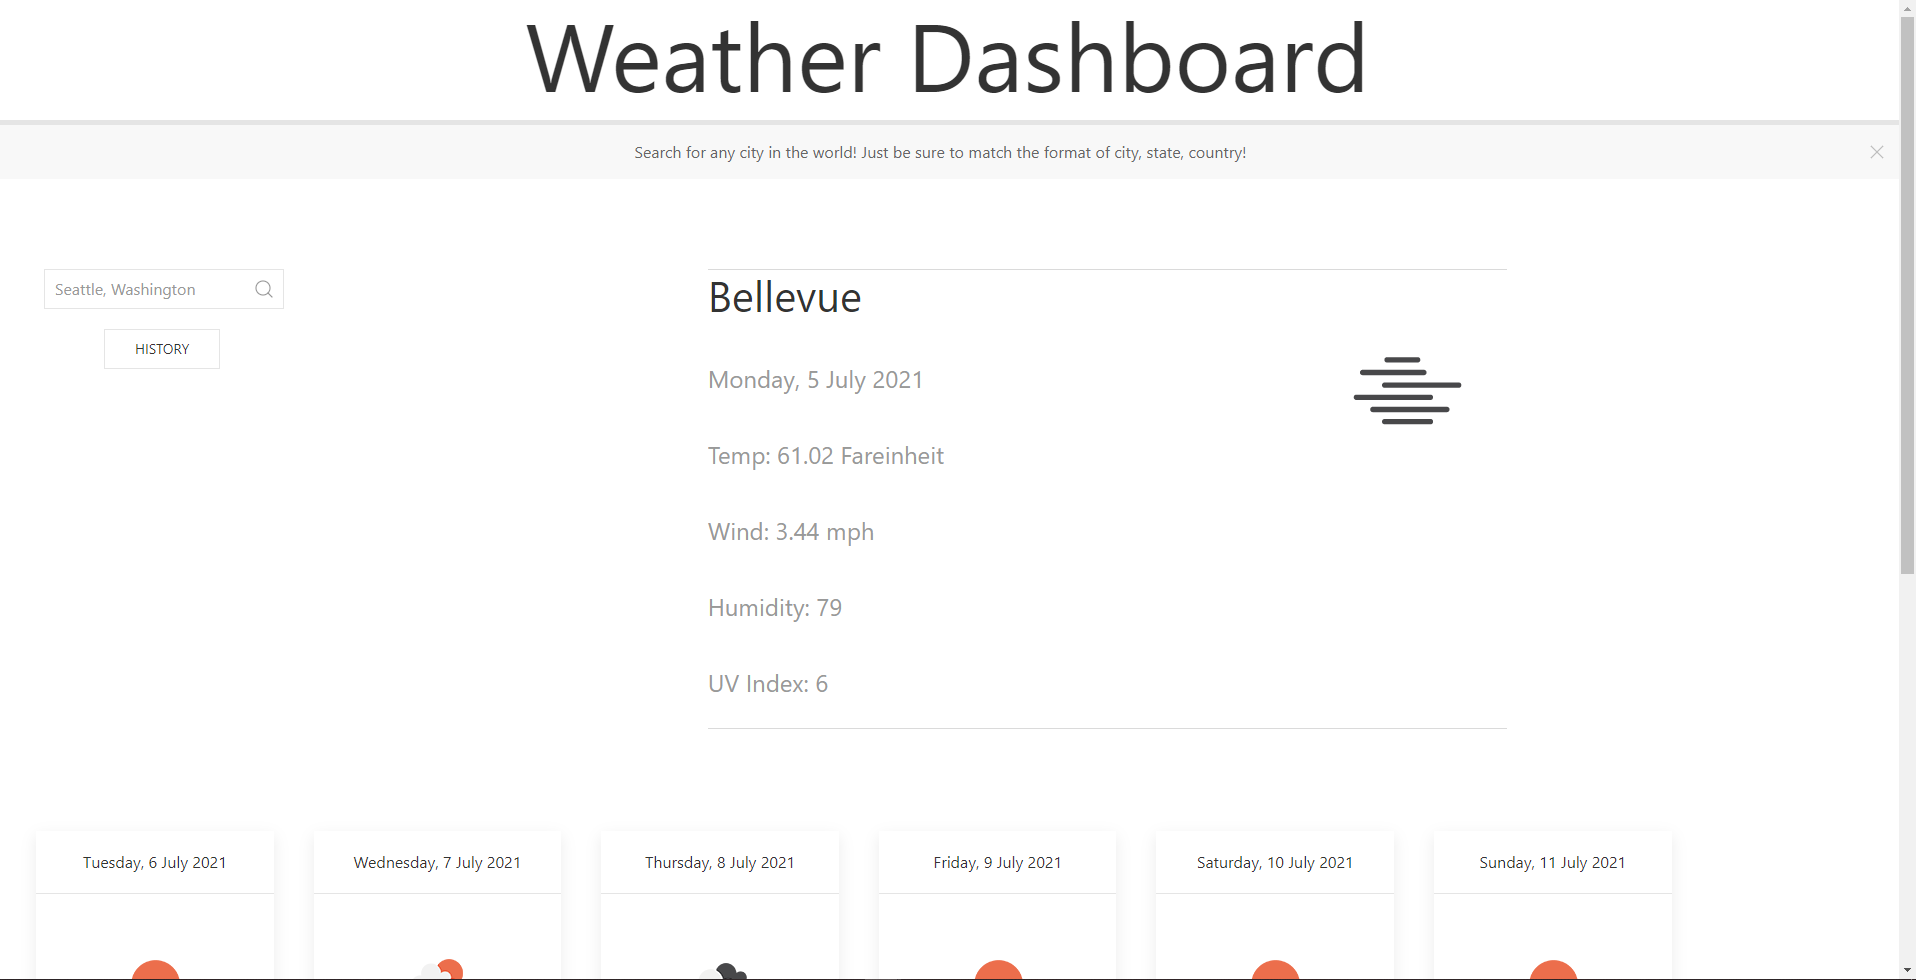 Weather Dashboard
Search for any city in the world! Just be sure to match the format of city, state, country!
Seattle, Washington
HISTORY
Bellevue
Monday, 5 July 2021
Temp: 61.02 Fareinheit
Wind: 3.44 mph
Humidity: 79
UV Index: 6
Tuesday, 6 July 2021
Wednesday, 7 July 2021
Thursday, 8 July 2021
Friday, 9 July 2021
Saturday, 10 July 2021
Sunday, 11 July 2021